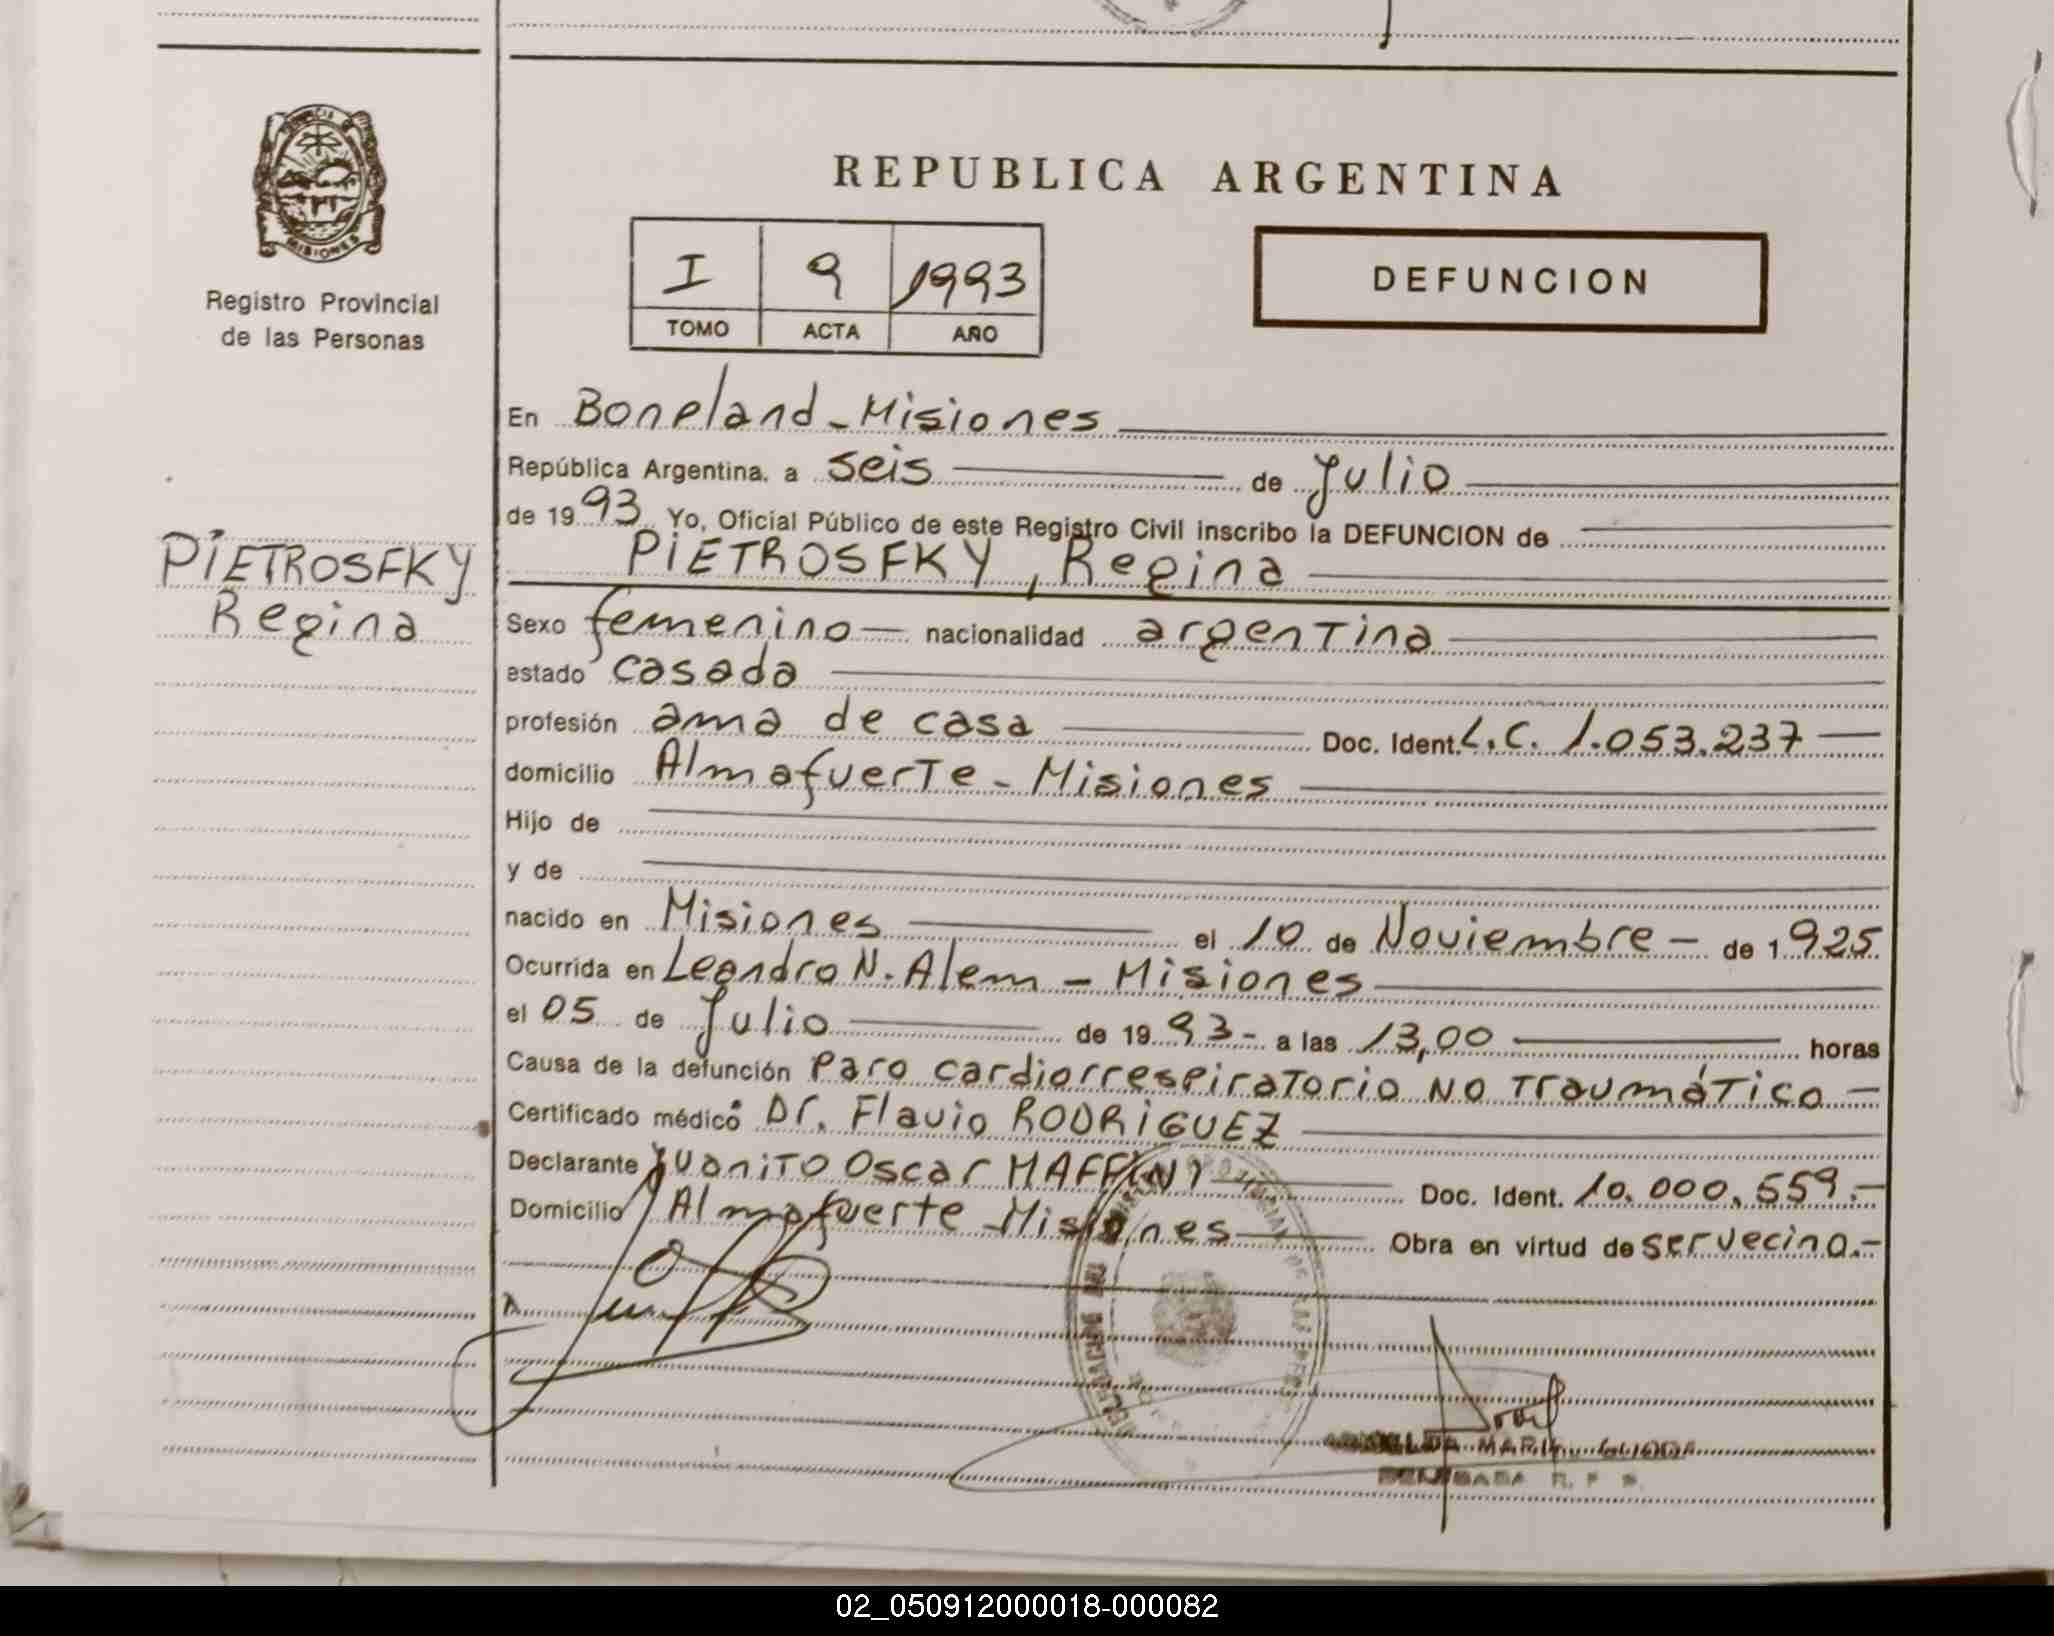 PROVINCIA DE
MISIONES
Registro Provincial
de las Personas
REPUBLICA ARGENTINA
I 9 1993
TOMO ACTA AÑO
DEFUNCION
En Bonpland - Misiones
República Argentina, a seis de Julio
de 1993 Yo, Oficial Público de este Registro Civil inscribo la DEFUNCION de
PIETROSFKY, Regina
PIETROSFKY
Regina
Sexo femenino nacionalidad argentina
estado casada
profesión ama de casa Doc. Ident. L.C. 1.053.237
domicilio Almafuerte - Misiones
Hijo de
y de
nacido en Misiones el 10 de Noviembre - de 1925
Ocurrida en Leandro N. Alem - Misiones
el 05 de Julio de 1993 - a las 13,00 horas
Causa de la defunción Paro cardiorrespiratorio NO Traumático -
Certificado médico Dr. Flavio RODRIGUEZ
Declarante Juanito Oscar MAFFINI Doc. Ident. 10.000.559.-
Domicilio Almafuerte - Misiones Obra en virtud de ser vecino.-
02_050912000018-000082